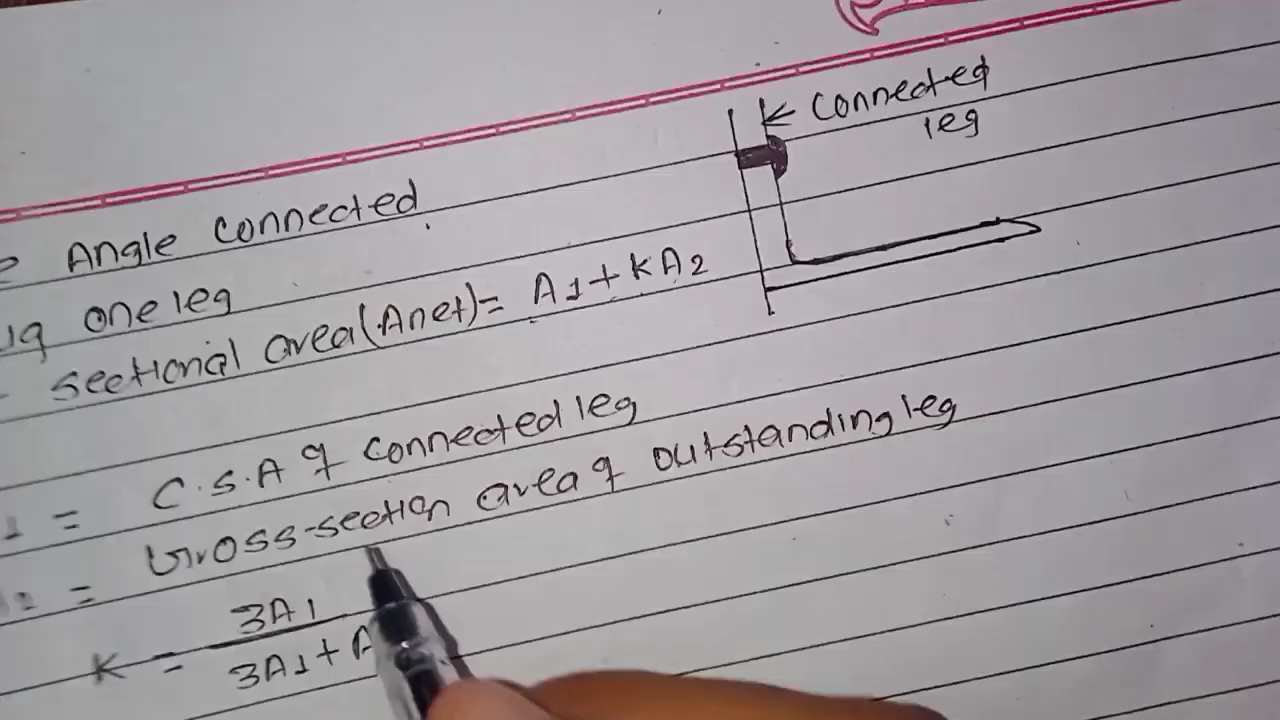 Connected
leg
Angle Connected
one leg
sectional area (Anet) = A1 + KA2
= C.S.A of connected leg
= Gross-section area of outstanding leg
K = 3A1
3A1 + A